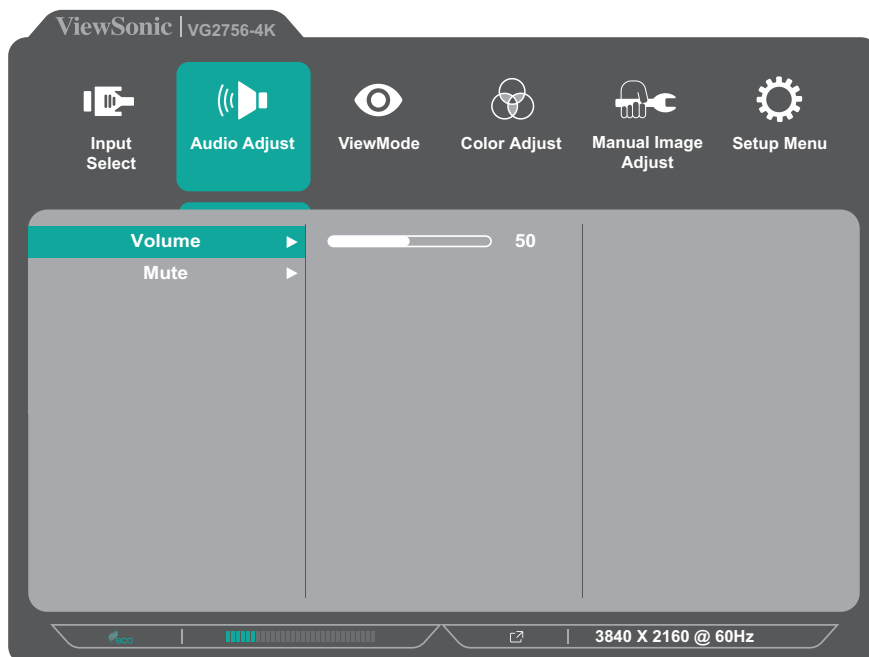 ViewSonic | VG2756-4K
Input
Select
Audio Adjust
ViewMode
Color Adjust
Manual Image
Adjust
Setup Menu
Volume
50
Mute
eco
3840 X 2160 @ 60Hz